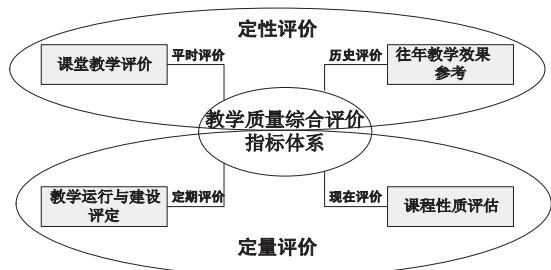 定性评价
课堂教学评价
平时评价
历史评价
往年教学效果
参考
教学质量综合评价
指标体系
教学运行与建设
评定
定期评价
现在评价
课程性质评估
定量评价